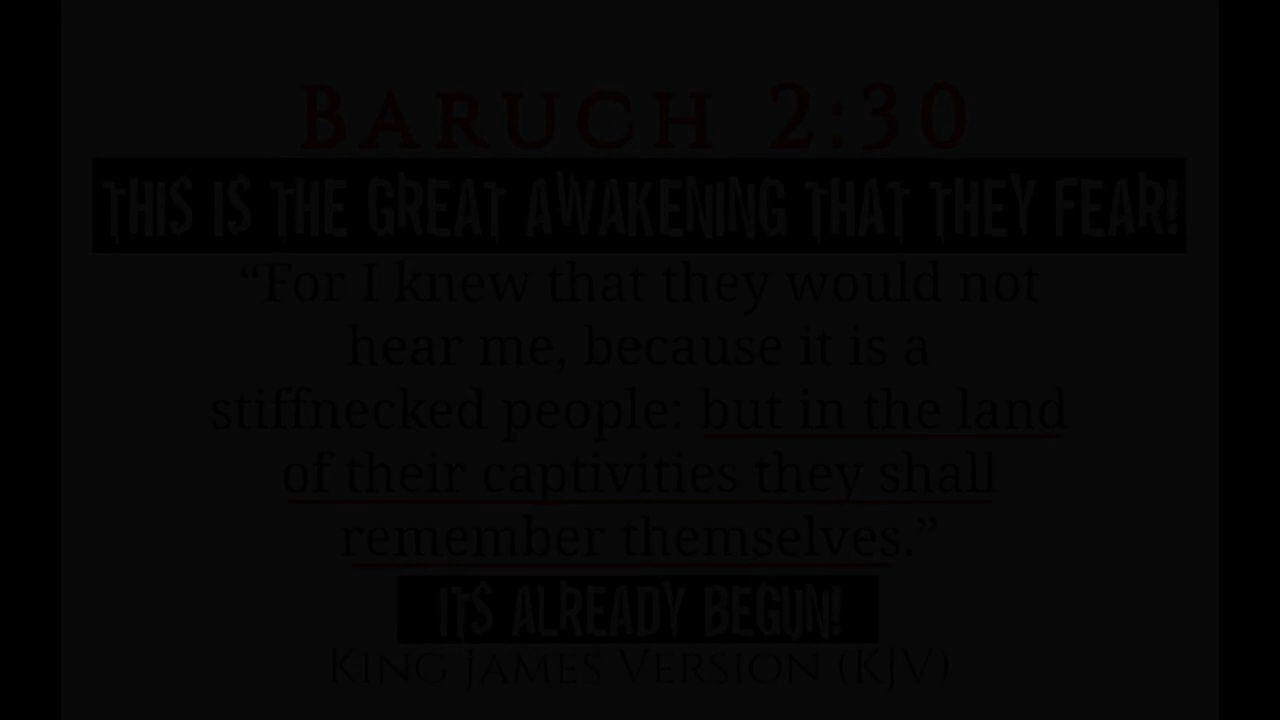 Baruch 2:30
THIS IS THE GREAT AWAKENING THAT THEY FEAR!
“For I knew that they would not
hear me, because it is a
stiffnecked people: but in the land
of their captivities they shall
remember themselves.”
ITS ALREADY BEGUN!
King James Version (KJV)